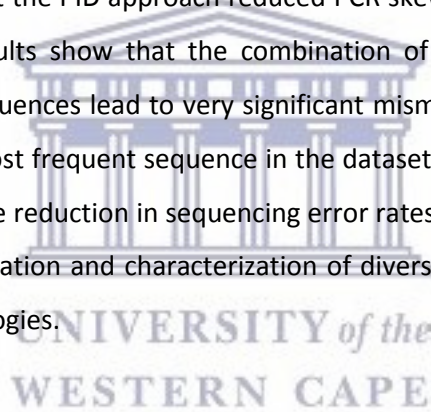 the PID approach reduced PCR
ults show that the combination of
uences lead to very significant mism
ost frequent sequence in the dataset
e reduction in sequencing error rates
ation and characterization of divers
ogies.
UNIVERSITY of the
WESTERN CAPE